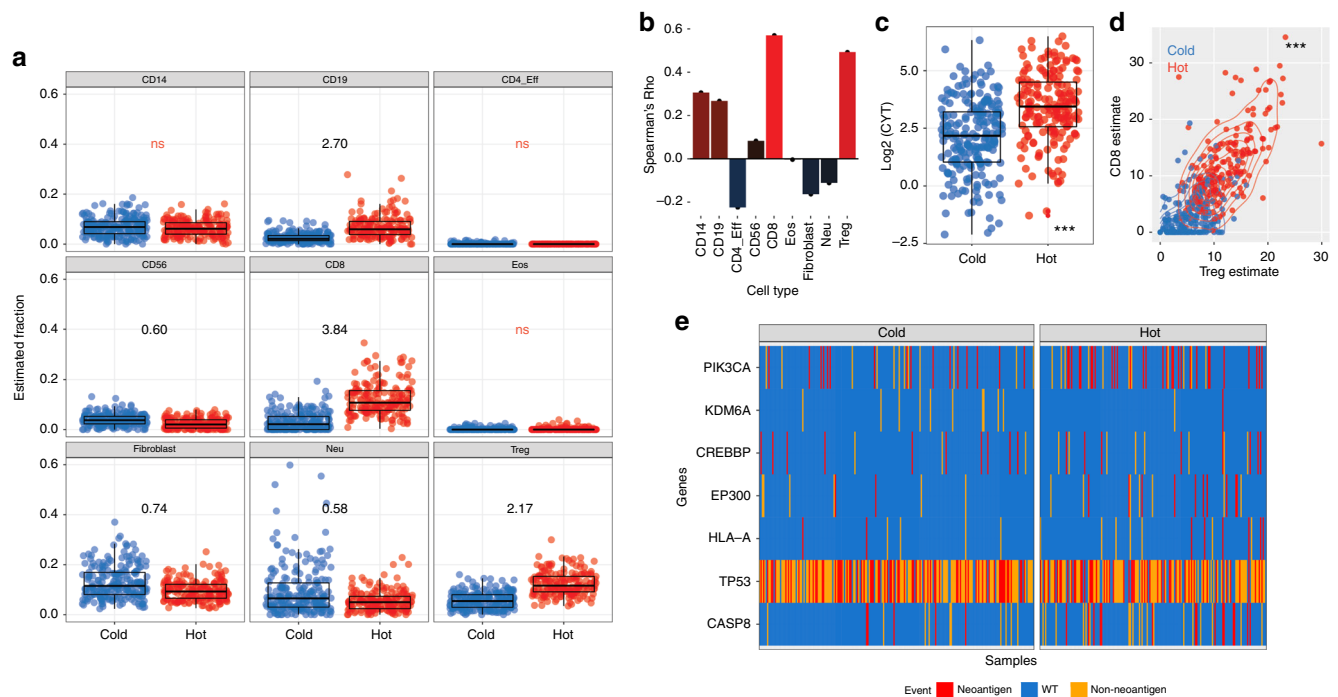 a
Estimated fraction
CD14
CD19
CD4_Eff
0.6
0.4
0.2
0.0
ns
2.70
ns
CD56
CD8
Eos
0.6
0.4
0.2
0.0
0.60
3.84
ns
Fibroblast
Neu
Treg
0.6
0.4
0.2
0.0
0.74
0.58
2.17
Cold
Hot
Cold
Hot
Cold
Hot
b
Spearman's Rho
0.6
0.4
0.2
0.0
−0.2
CD14
CD19
CD4_Eff
CD56
CD8
Eos
Fibroblast
Neu
Treg
Cell type
c
Log2 (CYT)
5.0
2.5
0.0
−2.5
***
Cold
Hot
d
CD8 estimate
30
20
10
0
Cold
Hot
***
0
10
20
30
Treg estimate
e
Cold
Hot
Genes
PIK3CA
KDM6A
CREBBP
EP300
HLA−A
TP53
CASP8
Samples
Event Neoantigen WT Non-neoantigen